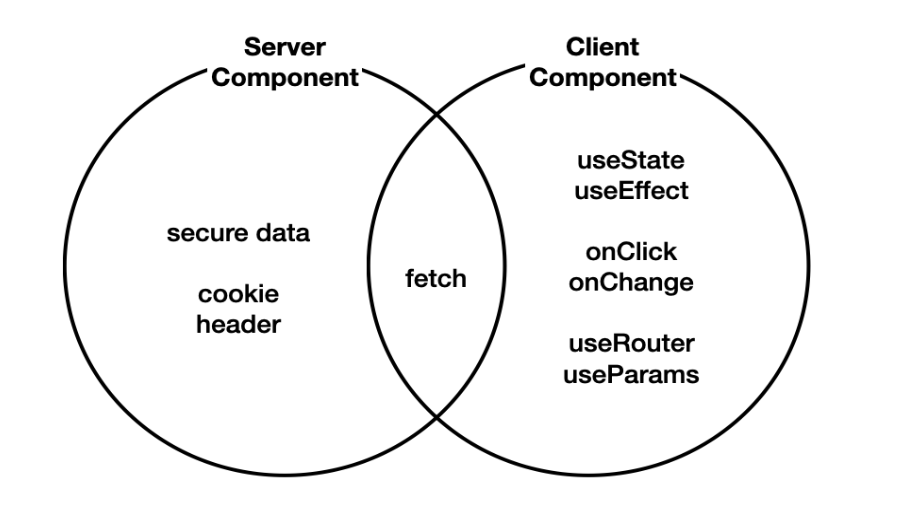 Server
Component
Client
Component
secure data
cookie
header
fetch
useState
useEffect
onClick
onChange
useRouter
useParams